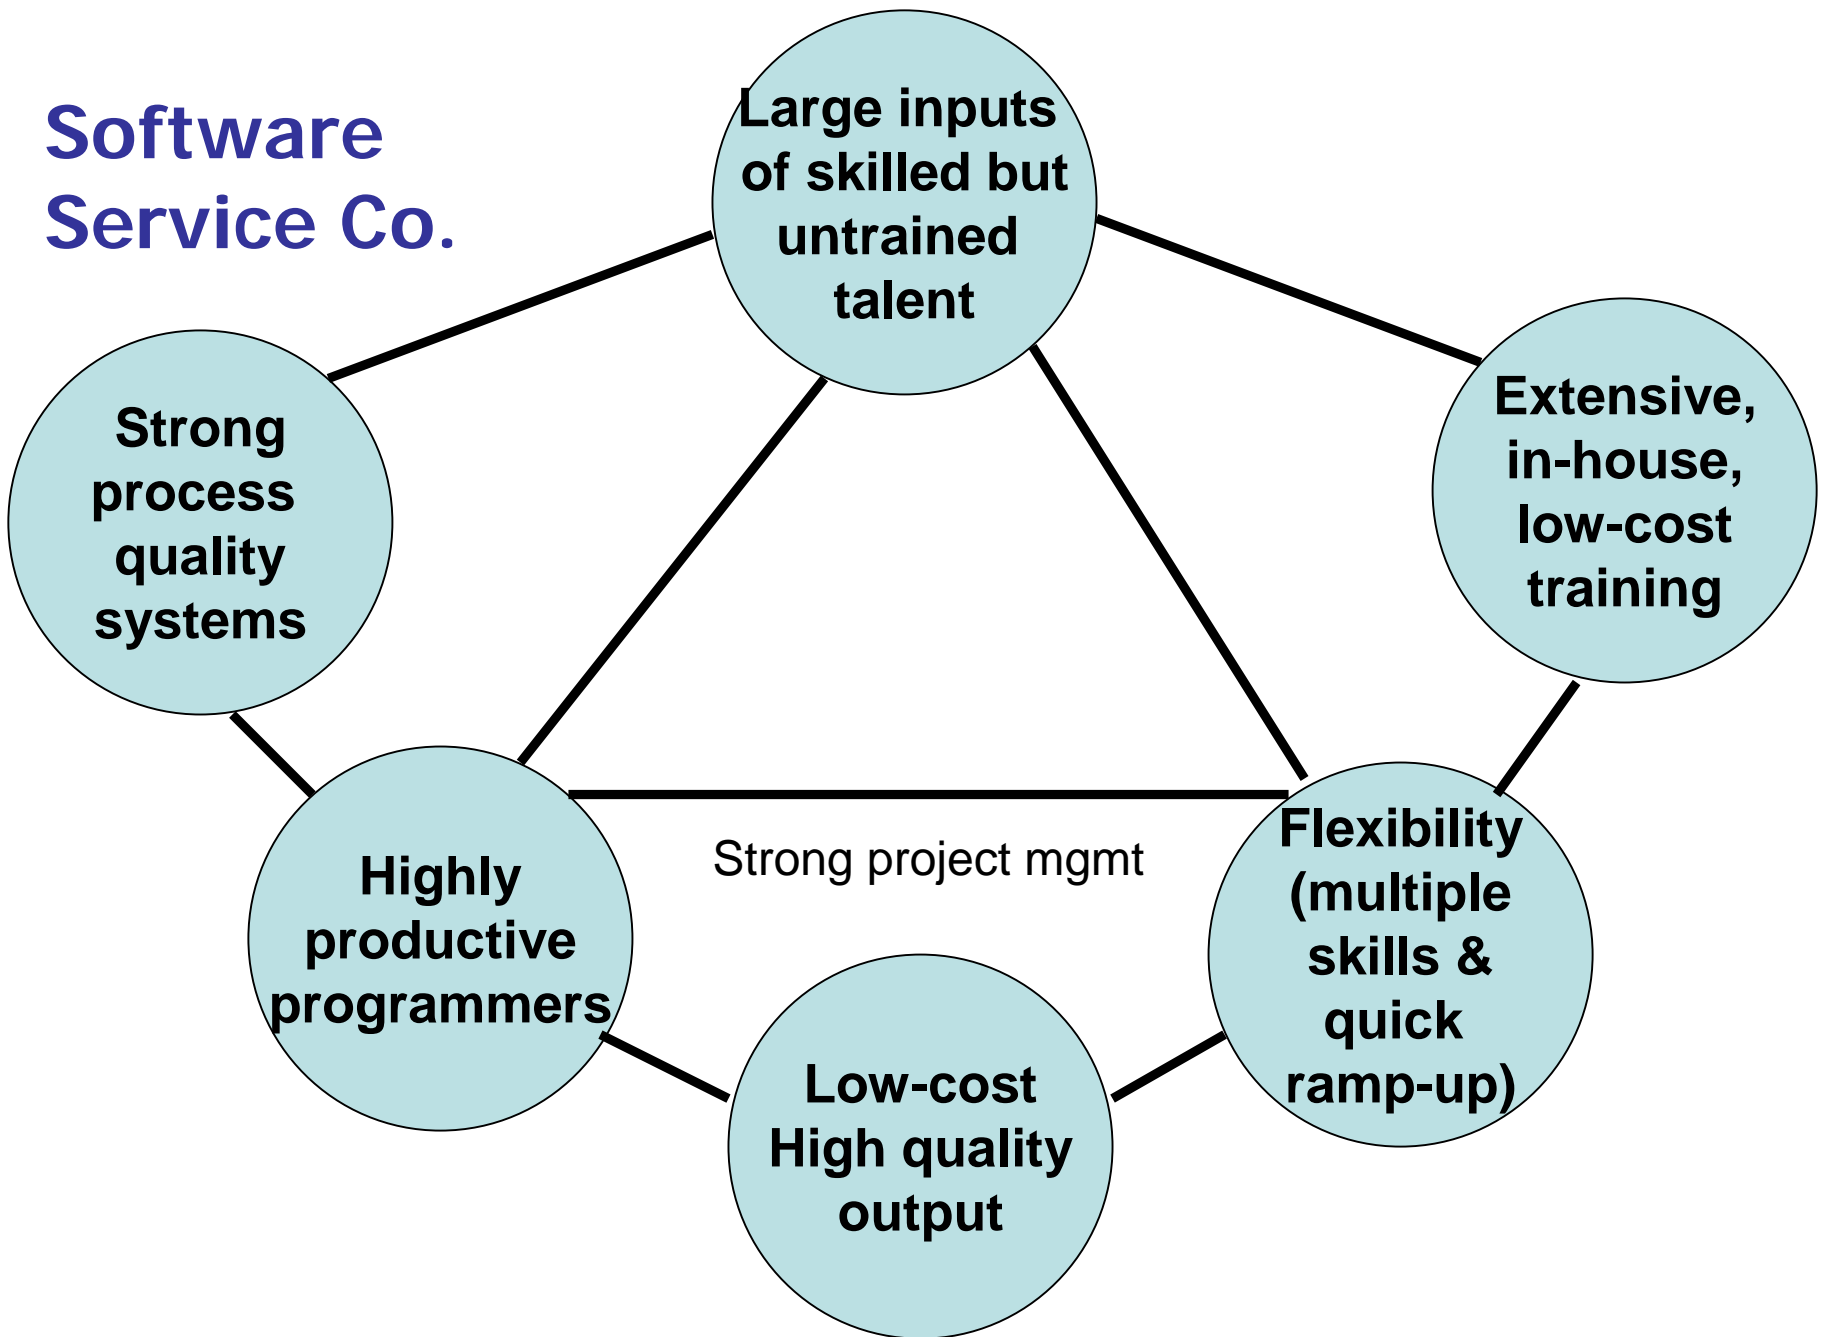 Software
Service Co.
Large inputs
of skilled but
untrained
talent
Strong
process
quality
systems
Extensive,
in-house,
low-cost
training
Highly
productive
programmers
Strong project mgmt
Flexibility
(multiple
skills &
quick
ramp-up)
Low-cost
High quality
output